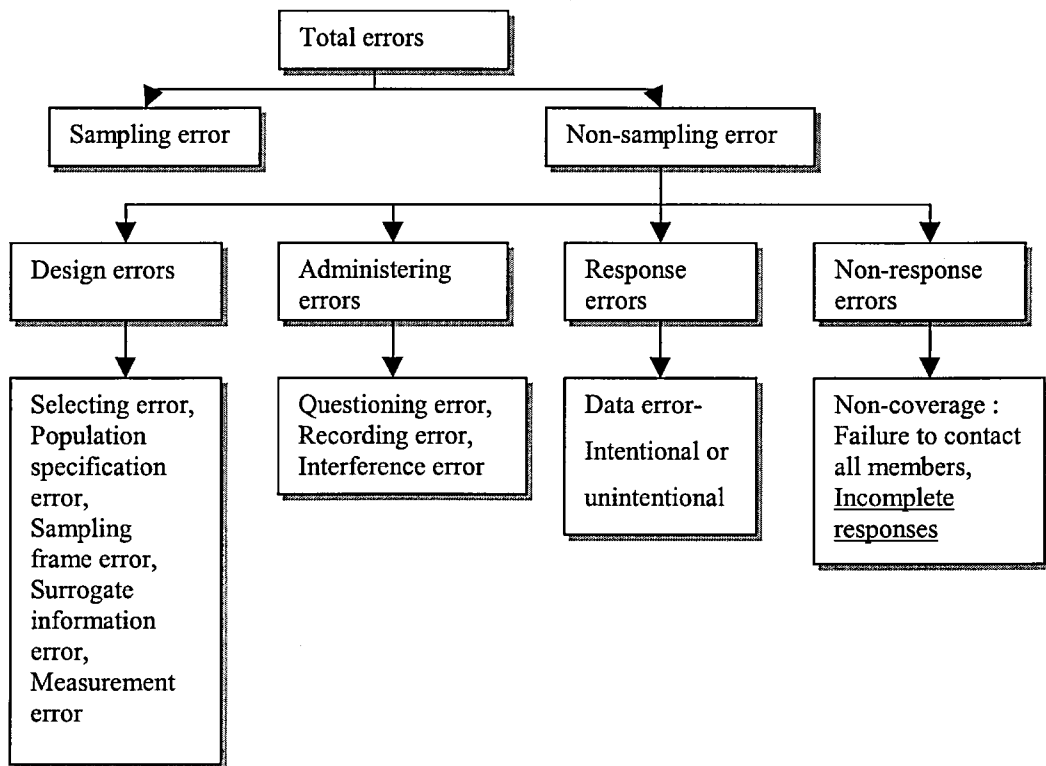 Total errors
Sampling error
Non-sampling error
Design errors
Administering
errors
Response
errors
Non-response
errors
Selecting error,
Population
specification
error,
Sampling
frame error,
Surrogate
information
error,
Measurement
error
Questioning error,
Recording error,
Interference error
Data error-
Intentional or
unintentional
Non-coverage :
Failure to contact
all members,
Incomplete
responses